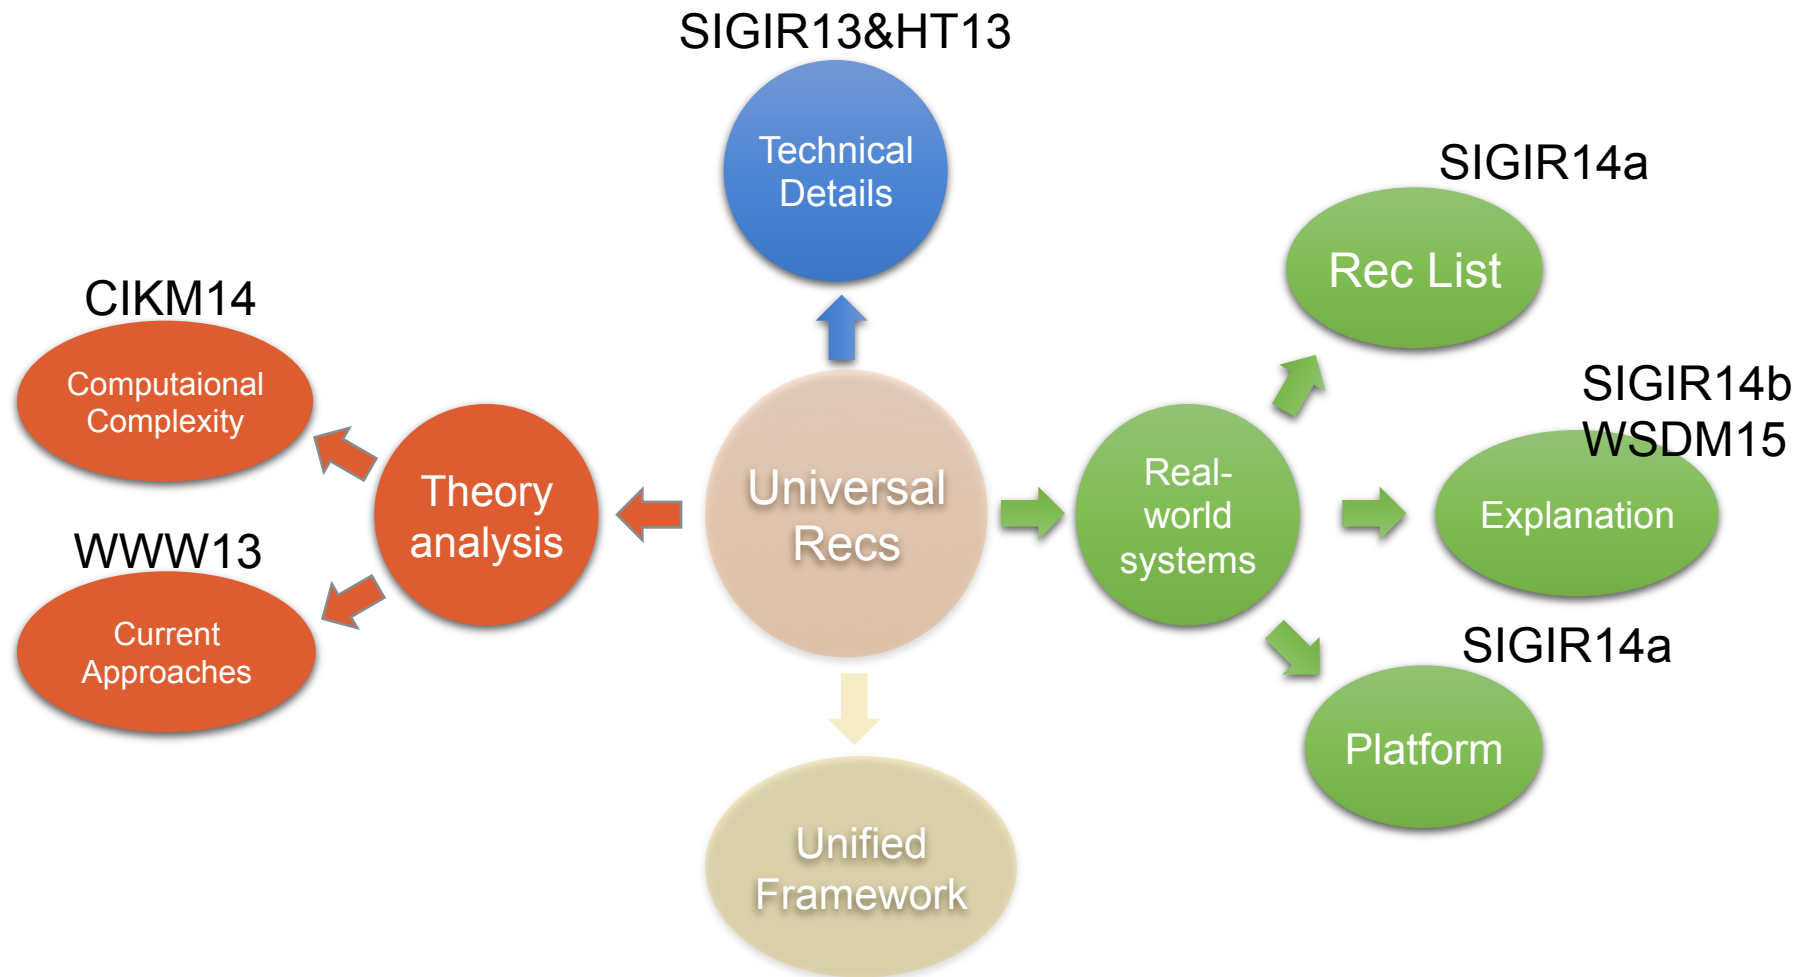 SIGIR13&HT13
Technical
Details
SIGIR14a
Rec List
CIKM14
Computaional
Complexity
SIGIR14b
WSDM15
Theory
analysis
Universal
Recs
Real-
world
systems
Explanation
WWW13
Current
Approaches
SIGIR14a
Platform
Unified
Framework